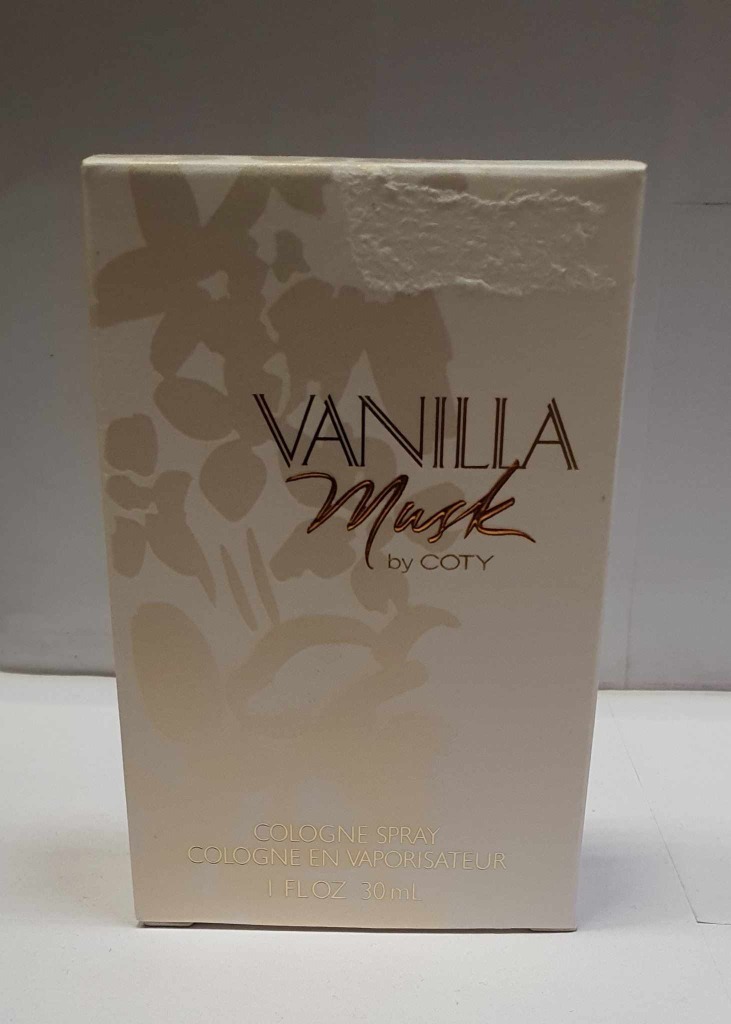 VANILLA
Musk
by COTY
COLOGNE SPRAY
COLOGNE EN VAPORISATEUR
1 FL OZ 30 mL